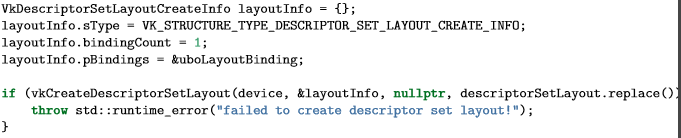 VkDescriptorSetLayoutCreateInfo layoutInfo = {};
layoutInfo.sType = VK_STRUCTURE_TYPE_DESCRIPTOR_SET_LAYOUT_CREATE_INFO;
layoutInfo.bindingCount = 1;
layoutInfo.pBindings = &uboLayoutBinding;

if (vkCreateDescriptorSetLayout(device, &layoutInfo, nullptr, descriptorSetLayout.replace())
    throw std::runtime_error("failed to create descriptor set layout!");
}